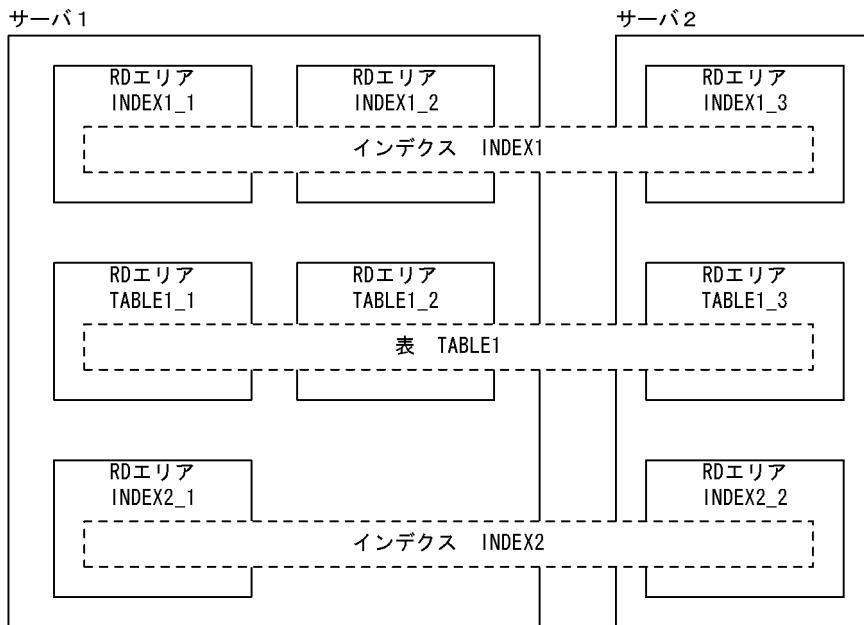 サーバ1
サーバ2
RDエリア
INDEX1_1
RDエリア
INDEX1_2
RDエリア
INDEX1_3
インデクス INDEX1
RDエリア
TABLE1_1
RDエリア
TABLE1_2
RDエリア
TABLE1_3
表 TABLE1
RDエリア
INDEX2_1
RDエリア
INDEX2_2
インデクス INDEX2